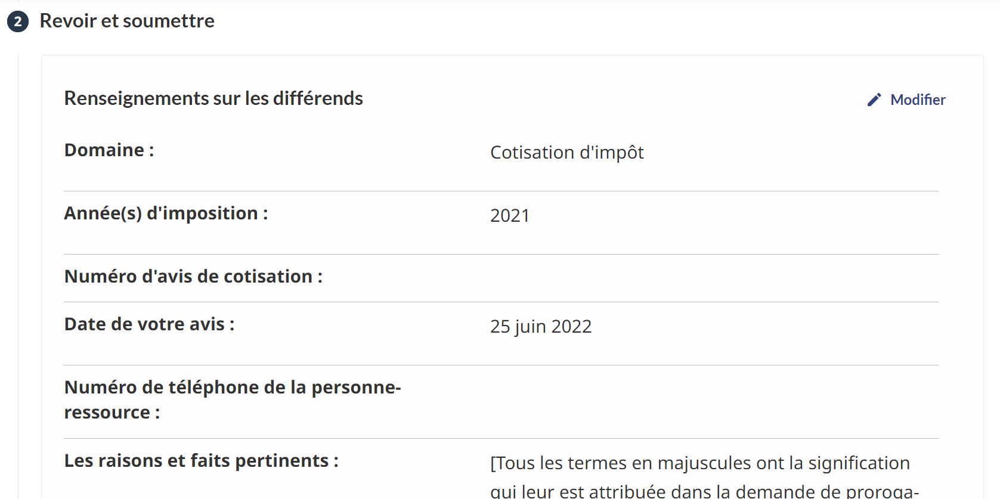 2 Revoir et soumettre
Renseignements sur les différends
Modifier
Domaine :
Cotisation d'impôt
Année(s) d'imposition :
2021
Numéro d'avis de cotisation :
Date de votre avis :
25 juin 2022
Numéro de téléphone de la personne-
ressource :
Les raisons et faits pertinents :
[Tous les termes en majuscules ont la signification
qui leur est attribuée dans la demande de proroga-